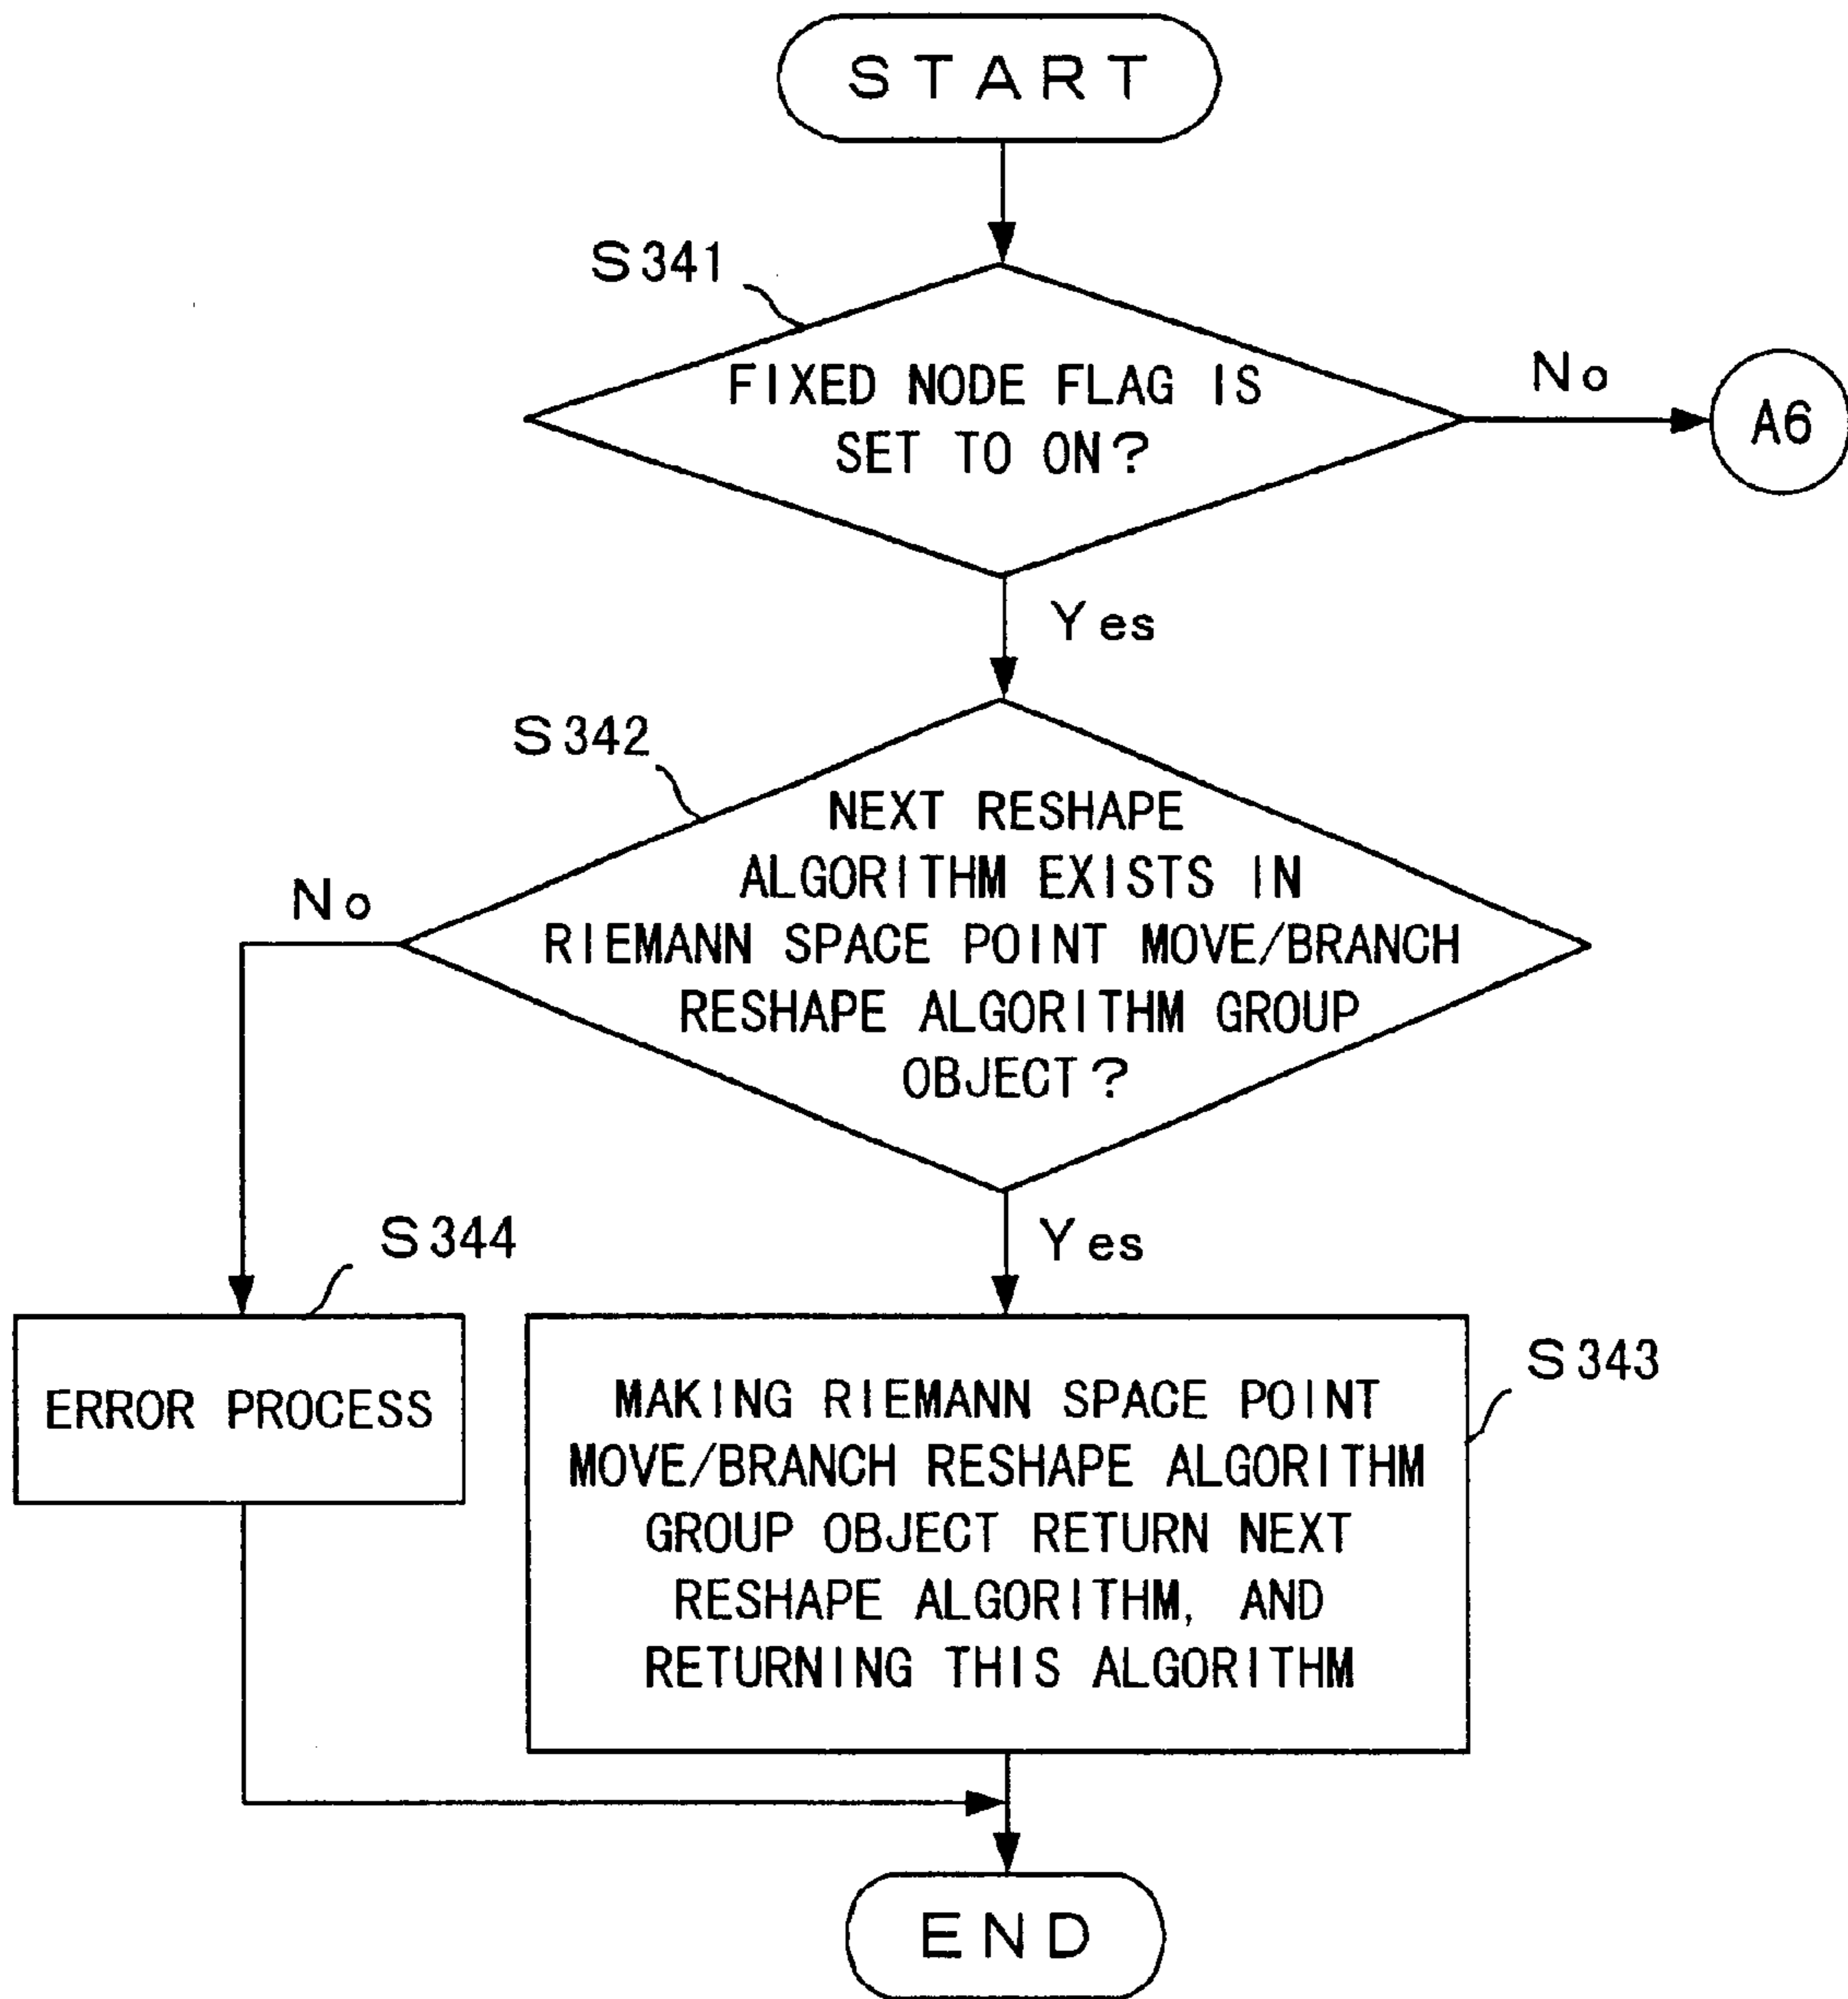 START
S341
FIXED NODE FLAG IS
SET TO ON?
No
A6
Yes
S342
NEXT RESHAPE
ALGORITHM EXISTS IN
RIEMANN SPACE POINT MOVE/BRANCH
RESHAPE ALGORITHM GROUP
OBJECT?
No
Yes
S344
ERROR PROCESS
S343
MAKING RIEMANN SPACE POINT
MOVE/BRANCH RESHAPE ALGORITHM
GROUP OBJECT RETURN NEXT
RESHAPE ALGORITHM, AND
RETURNING THIS ALGORITHM
END